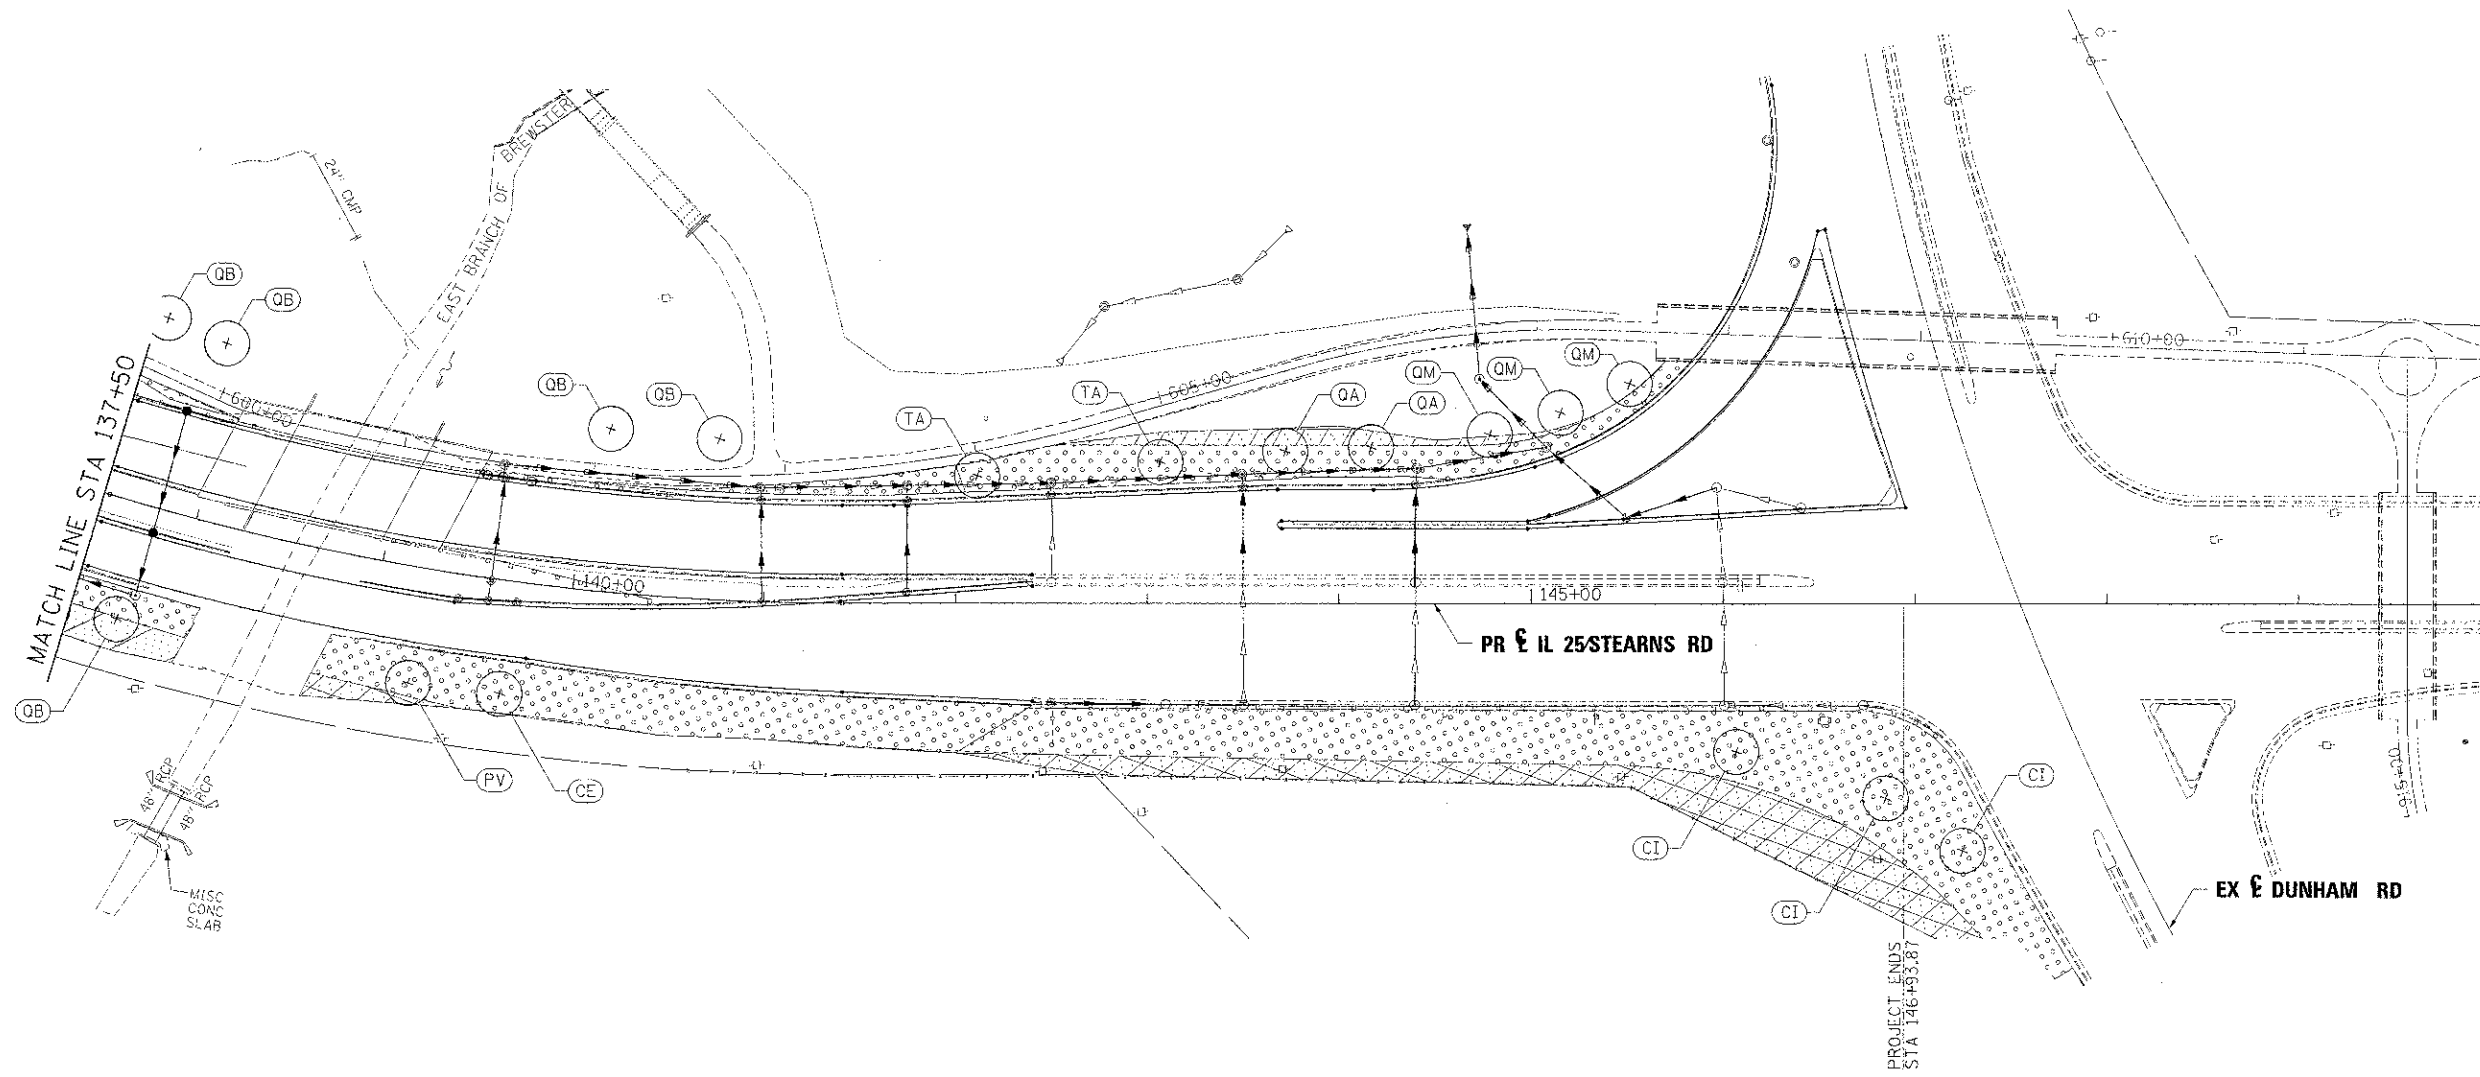 24" CMP
EAST BRANCH OF BREWSTER
QB
QB
QB
QB
MATCH LINE STA 137+50
600+00
TA
TA
605+00
QA
QA
QM
QM
QM
610+00
140+00
145+00
PR ℄ IL 25/STEARNS RD
QB
PV
CE
CI
CI
CI
48" RCP
48" RCP
MISC
CONC
SLAB
EX ℄ DUNHAM RD
PROJECT ENDS
STA 146+93.87